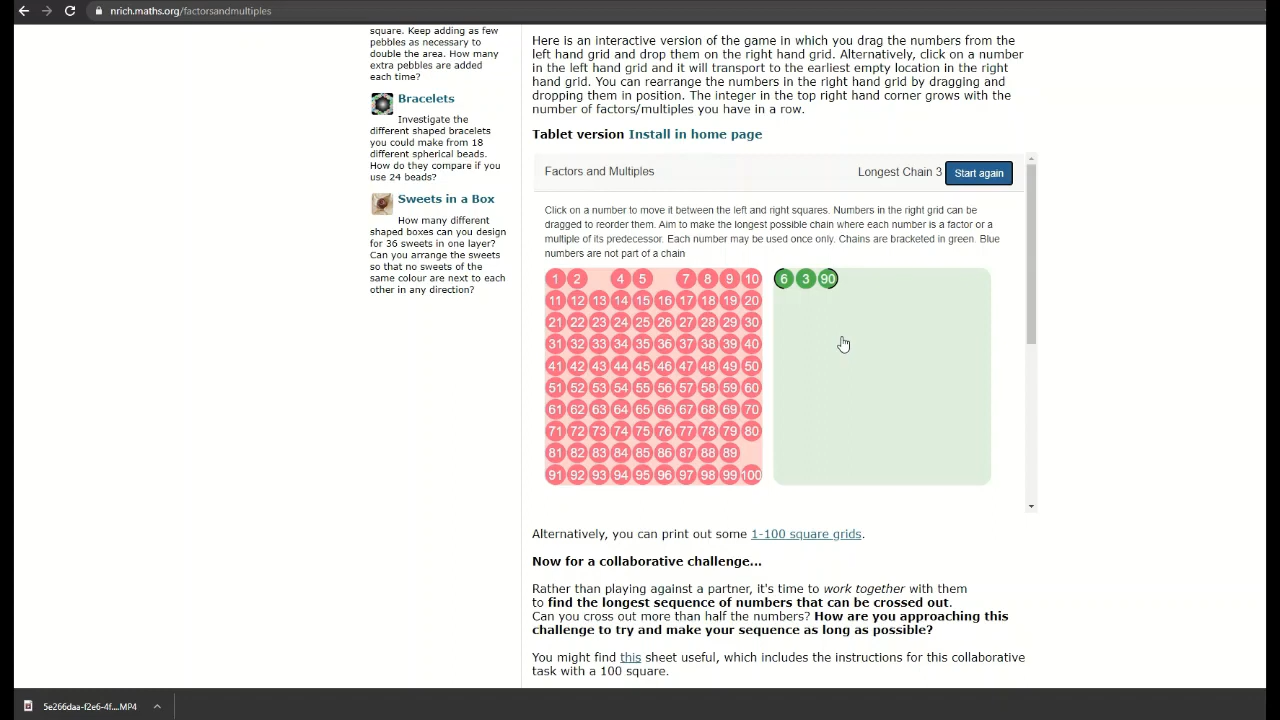 nrich.maths.org/factorsandmultiples
square. Keep adding as few
pebbles as necessary to
double the area. How many
extra pebbles are added
each time?
Bracelets
Investigate the
different shaped bracelets
you could make from 18
different spherical beads.
How do they compare if you
use 24 beads?
Sweets in a Box
How many different
shaped boxes can you design
for 36 sweets in one layer?
Can you arrange the sweets
so that no sweets of the
same colour are next to each
other in any direction?
Here is an interactive version of the game in which you drag the numbers from the
left hand grid and drop them on the right hand grid. Alternatively, click on a number
in the left hand grid and it will transport to the earliest empty location in the right
hand grid. You can rearrange the numbers in the right hand grid by dragging and
dropping them in position. The integer in the top right hand corner grows with the
number of factors/multiples you have in a row.
Tablet version Install in home page
Factors and Multiples
Longest Chain 3 Start again
Click on a number to move it between the left and right squares. Numbers in the right grid can be
dragged to reorder them. Aim to make the longest possible chain where each number is a factor or a
multiple of its predecessor. Each number may be used once only. Chains are bracketed in green. Blue
numbers are not part of a chain
1 2 4 5 7 8 9 10
11 12 13 14 15 16 17 18 19 20
21 22 23 24 25 26 27 28 29 30
31 32 33 34 35 36 37 38 39 40
41 42 43 44 45 46 47 48 49 50
51 52 53 54 55 56 57 58 59 60
61 62 63 64 65 66 67 68 69 70
71 72 73 74 75 76 77 78 79 80
81 82 83 84 85 86 87 88 89
91 92 93 94 95 96 97 98 99 100
6 3 90
Alternatively, you can print out some 1-100 square grids.
Now for a collaborative challenge...
Rather than playing against a partner, it's time to work together with them
to find the longest sequence of numbers that can be crossed out.
Can you cross out more than half the numbers? How are you approaching this
challenge to try and make your sequence as long as possible?
You might find this sheet useful, which includes the instructions for this collaborative
task with a 100 square.
5e266daa-f2e6-4f....MP4